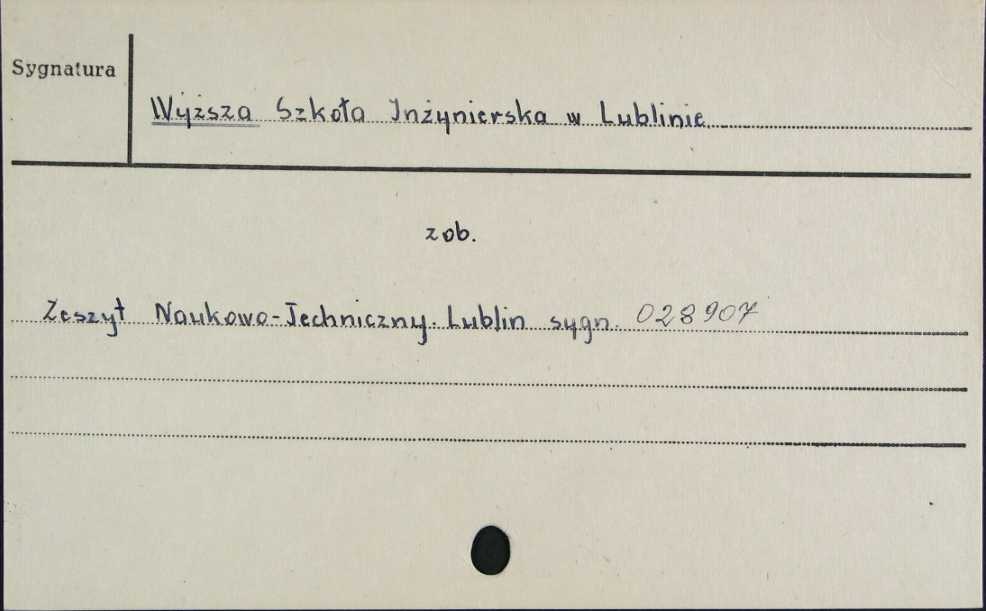 Sygnatura
Wyższa Szkoła Inżynierska w Lublinie
zob.
Zeszyt Naukowo-Techniczny. Lublin sygn. 028907